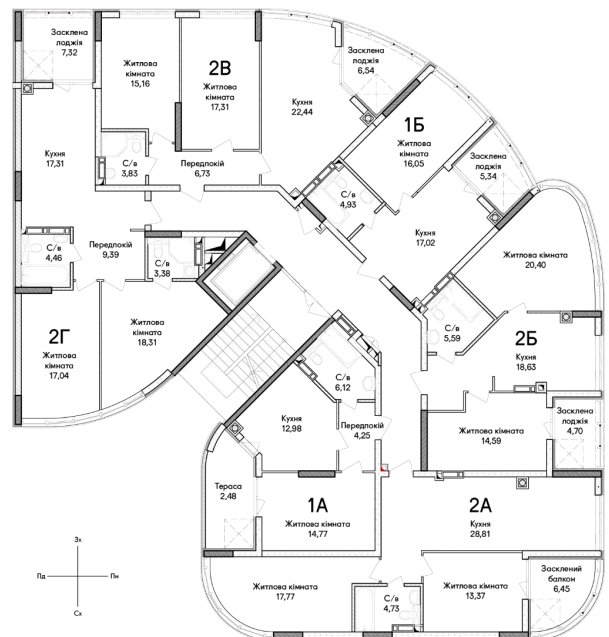 Засклена
лоджія
7,32
Житлова
кімната
15,16
2В
Житлова
кімната
17,31
Кухня
22,44
Засклена
лоджія
6,54
1Б
Житлова
кімната
16,05
Засклена
лоджія
5,34
Кухня
17,31
С/в
3,83
Передпокій
6,73
С/в
4,93
Кухня
17,02
Житлова кімната
20,40
С/в
4,46
Передпокій
9,39
С/в
3,38
2Г
Житлова
кімната
17,04
Житлова
кімната
18,31
С/в
5,59
2Б
Кухня
18,63
С/в
6,12
Кухня
12,98
Передпокій
4,25
Житлова кімната
14,59
Засклена
лоджія
4,70
Тераса
2,48
1А
Житлова кімната
14,77
2А
Кухня
28,81
Зх
Пд
Пн
Сх
Житлова кімната
17,77
С/в
4,73
Житлова кімната
13,37
Засклений
балкон
6,45